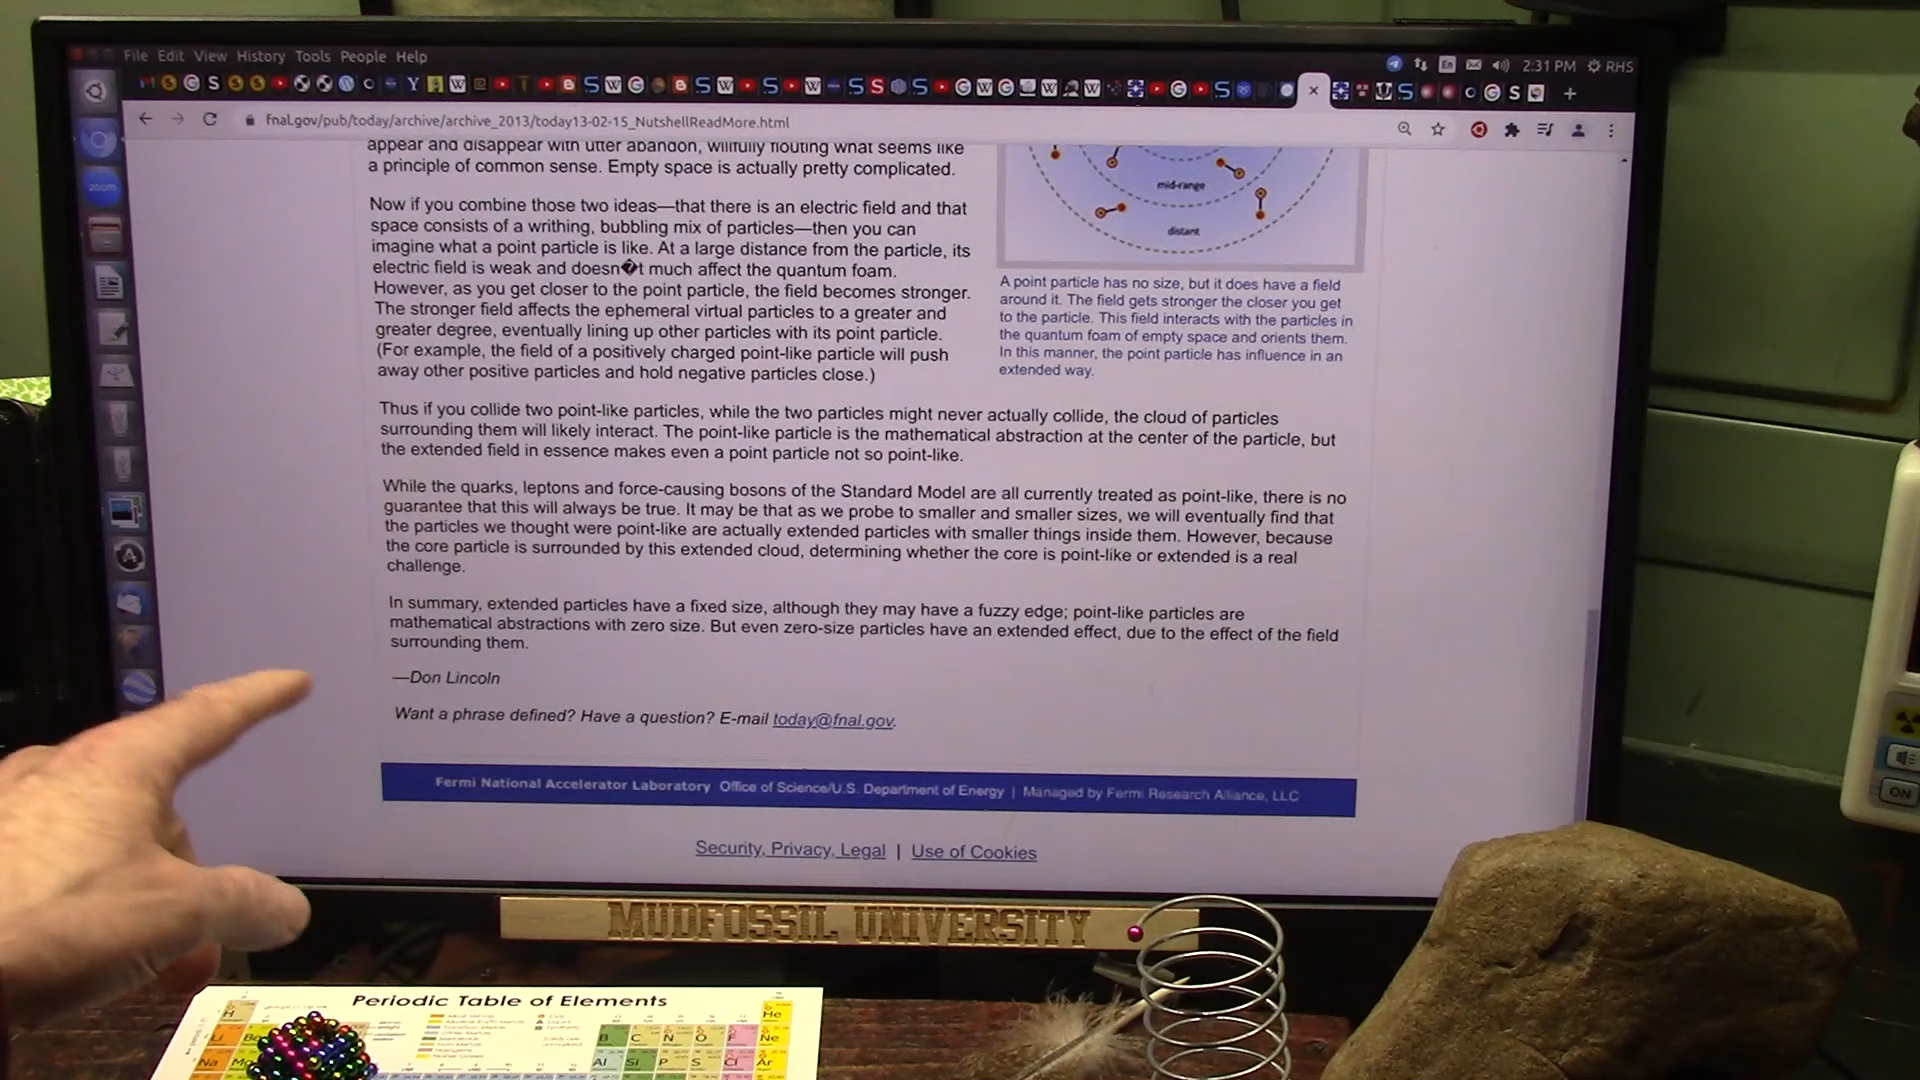 File Edit View History Tools People Help
En 2:31 PM RHS
fnal.gov/pub/today/archive/archive_2013/today13-02-15_NutshellReadMore.html
appear and disappear with utter abandon, willfully flouting what seems like
a principle of common sense. Empty space is actually pretty complicated.
Now if you combine those two ideas—that there is an electric field and that
space consists of a writhing, bubbling mix of particles—then you can
imagine what a point particle is like. At a large distance from the particle, its
electric field is weak and doesn�t much affect the quantum foam.
However, as you get closer to the point particle, the field becomes stronger.
The stronger field affects the ephemeral virtual particles to a greater and
greater degree, eventually lining up other particles with its point particle.
(For example, the field of a positively charged point-like particle will push
away other positive particles and hold negative particles close.)
mid-range
distant
A point particle has no size, but it does have a field
around it. The field gets stronger the closer you get
to the particle. This field interacts with the particles in
the quantum foam of empty space and orients them.
In this manner, the point particle has influence in an
extended way.
Thus if you collide two point-like particles, while the two particles might never actually collide, the cloud of particles
surrounding them will likely interact. The point-like particle is the mathematical abstraction at the center of the particle, but
the extended field in essence makes even a point particle not so point-like.
While the quarks, leptons and force-causing bosons of the Standard Model are all currently treated as point-like, there is no
guarantee that this will always be true. It may be that as we probe to smaller and smaller sizes, we will eventually find that
the particles we thought were point-like are actually extended particles with smaller things inside them. However, because
the core particle is surrounded by this extended cloud, determining whether the core is point-like or extended is a real
challenge.
In summary, extended particles have a fixed size, although they may have a fuzzy edge; point-like particles are
mathematical abstractions with zero size. But even zero-size particles have an extended effect, due to the effect of the field
surrounding them.
—Don Lincoln
Want a phrase defined? Have a question? E-mail today@fnal.gov.
Fermi National Accelerator Laboratory Office of Science/U.S. Department of Energy | Managed by Fermi Research Alliance, LLC
Security, Privacy, Legal | Use of Cookies
zoom
ON
MUDFOSSIL UNIVERSITY
Periodic Table of Elements
H He
Li Be B C N O F Ne
Na Al Si P S Cl Ar